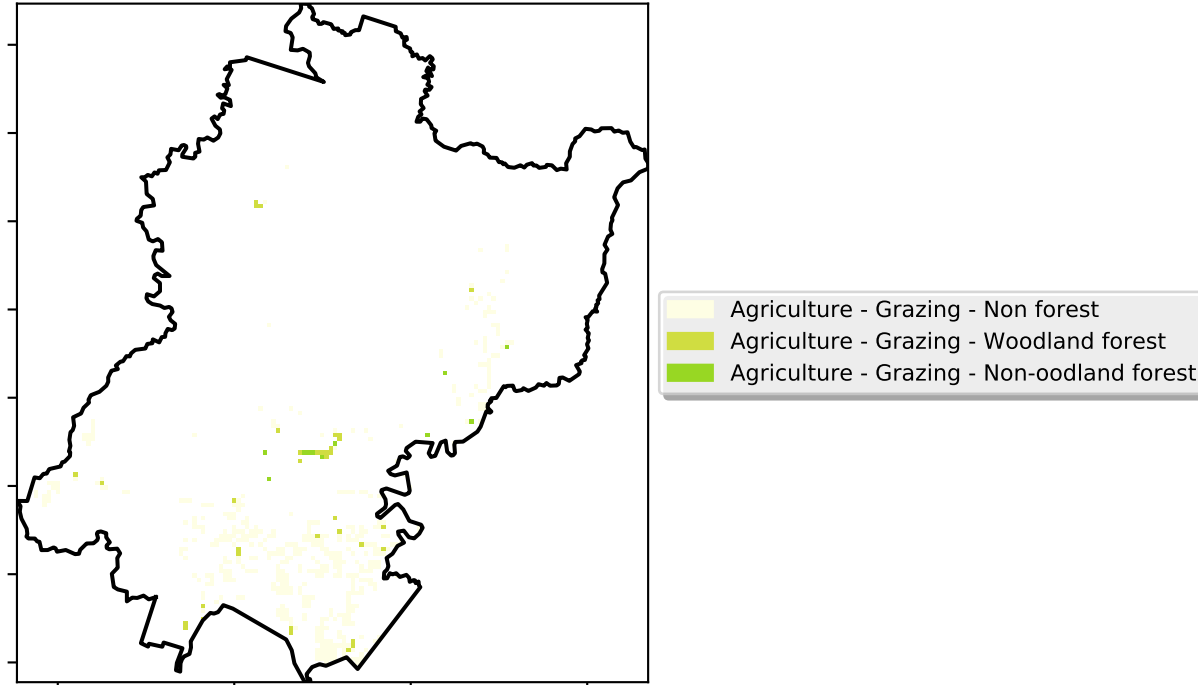 Agriculture - Grazing - Non forest
Agriculture - Grazing - Woodland forest
Agriculture - Grazing - Non-oodland forest